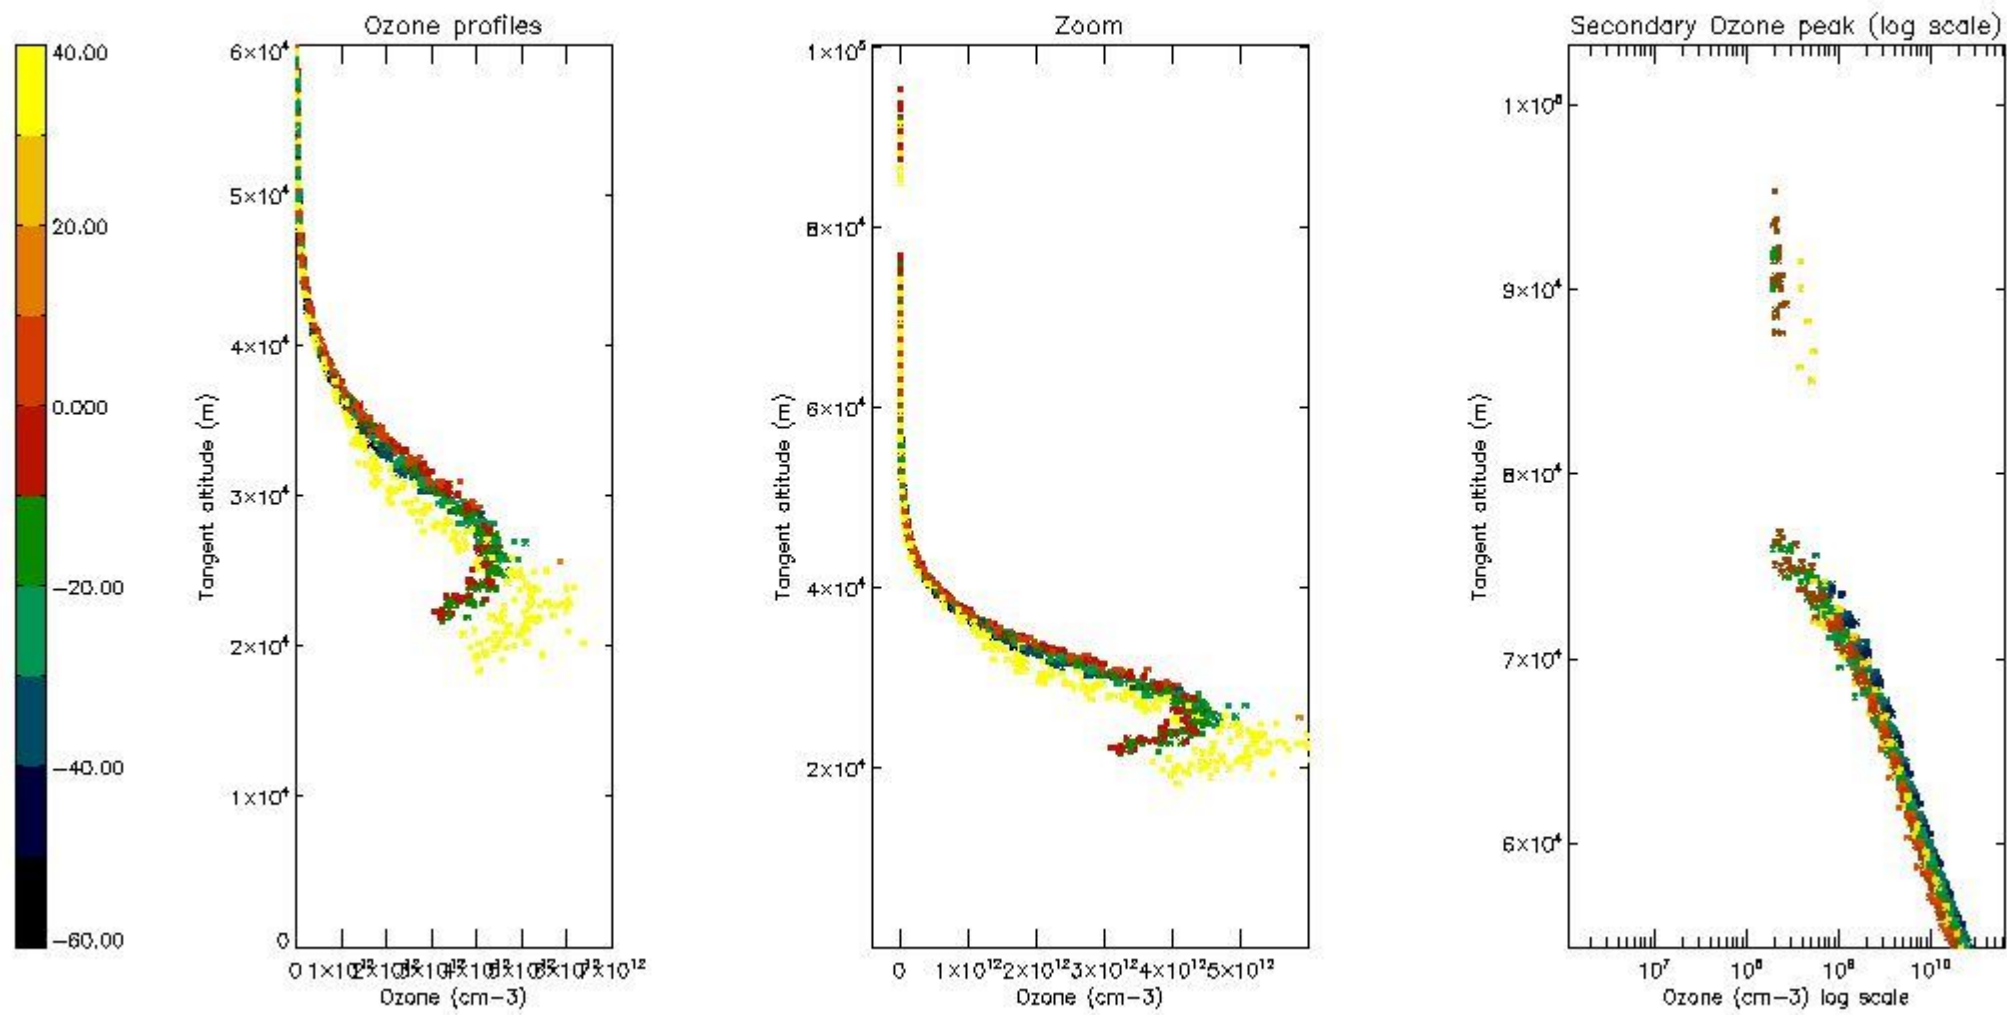 Ozone profiles
Zoom
Secondary Ozone peak (log scale)
40.00
20.00
0.000
−20.00
−40.00
−60.00
6×10⁴
5×10⁴
4×10⁴
3×10⁴
2×10⁴
1×10⁴
0
Tangent altitude (m)
0
7×10¹²
Ozone (cm−3)
1×10⁵
8×10⁴
6×10⁴
4×10⁴
2×10⁴
Tangent altitude (m)
0 1×10¹² 2×10¹² 3×10¹² 4×10¹² 5×10¹²
Ozone (cm−3)
9×10⁴
8×10⁴
7×10⁴
6×10⁴
Tangent altitude (m)
10⁷ 10⁸ 10⁹ 10¹⁰
Ozone (cm−3) log scale